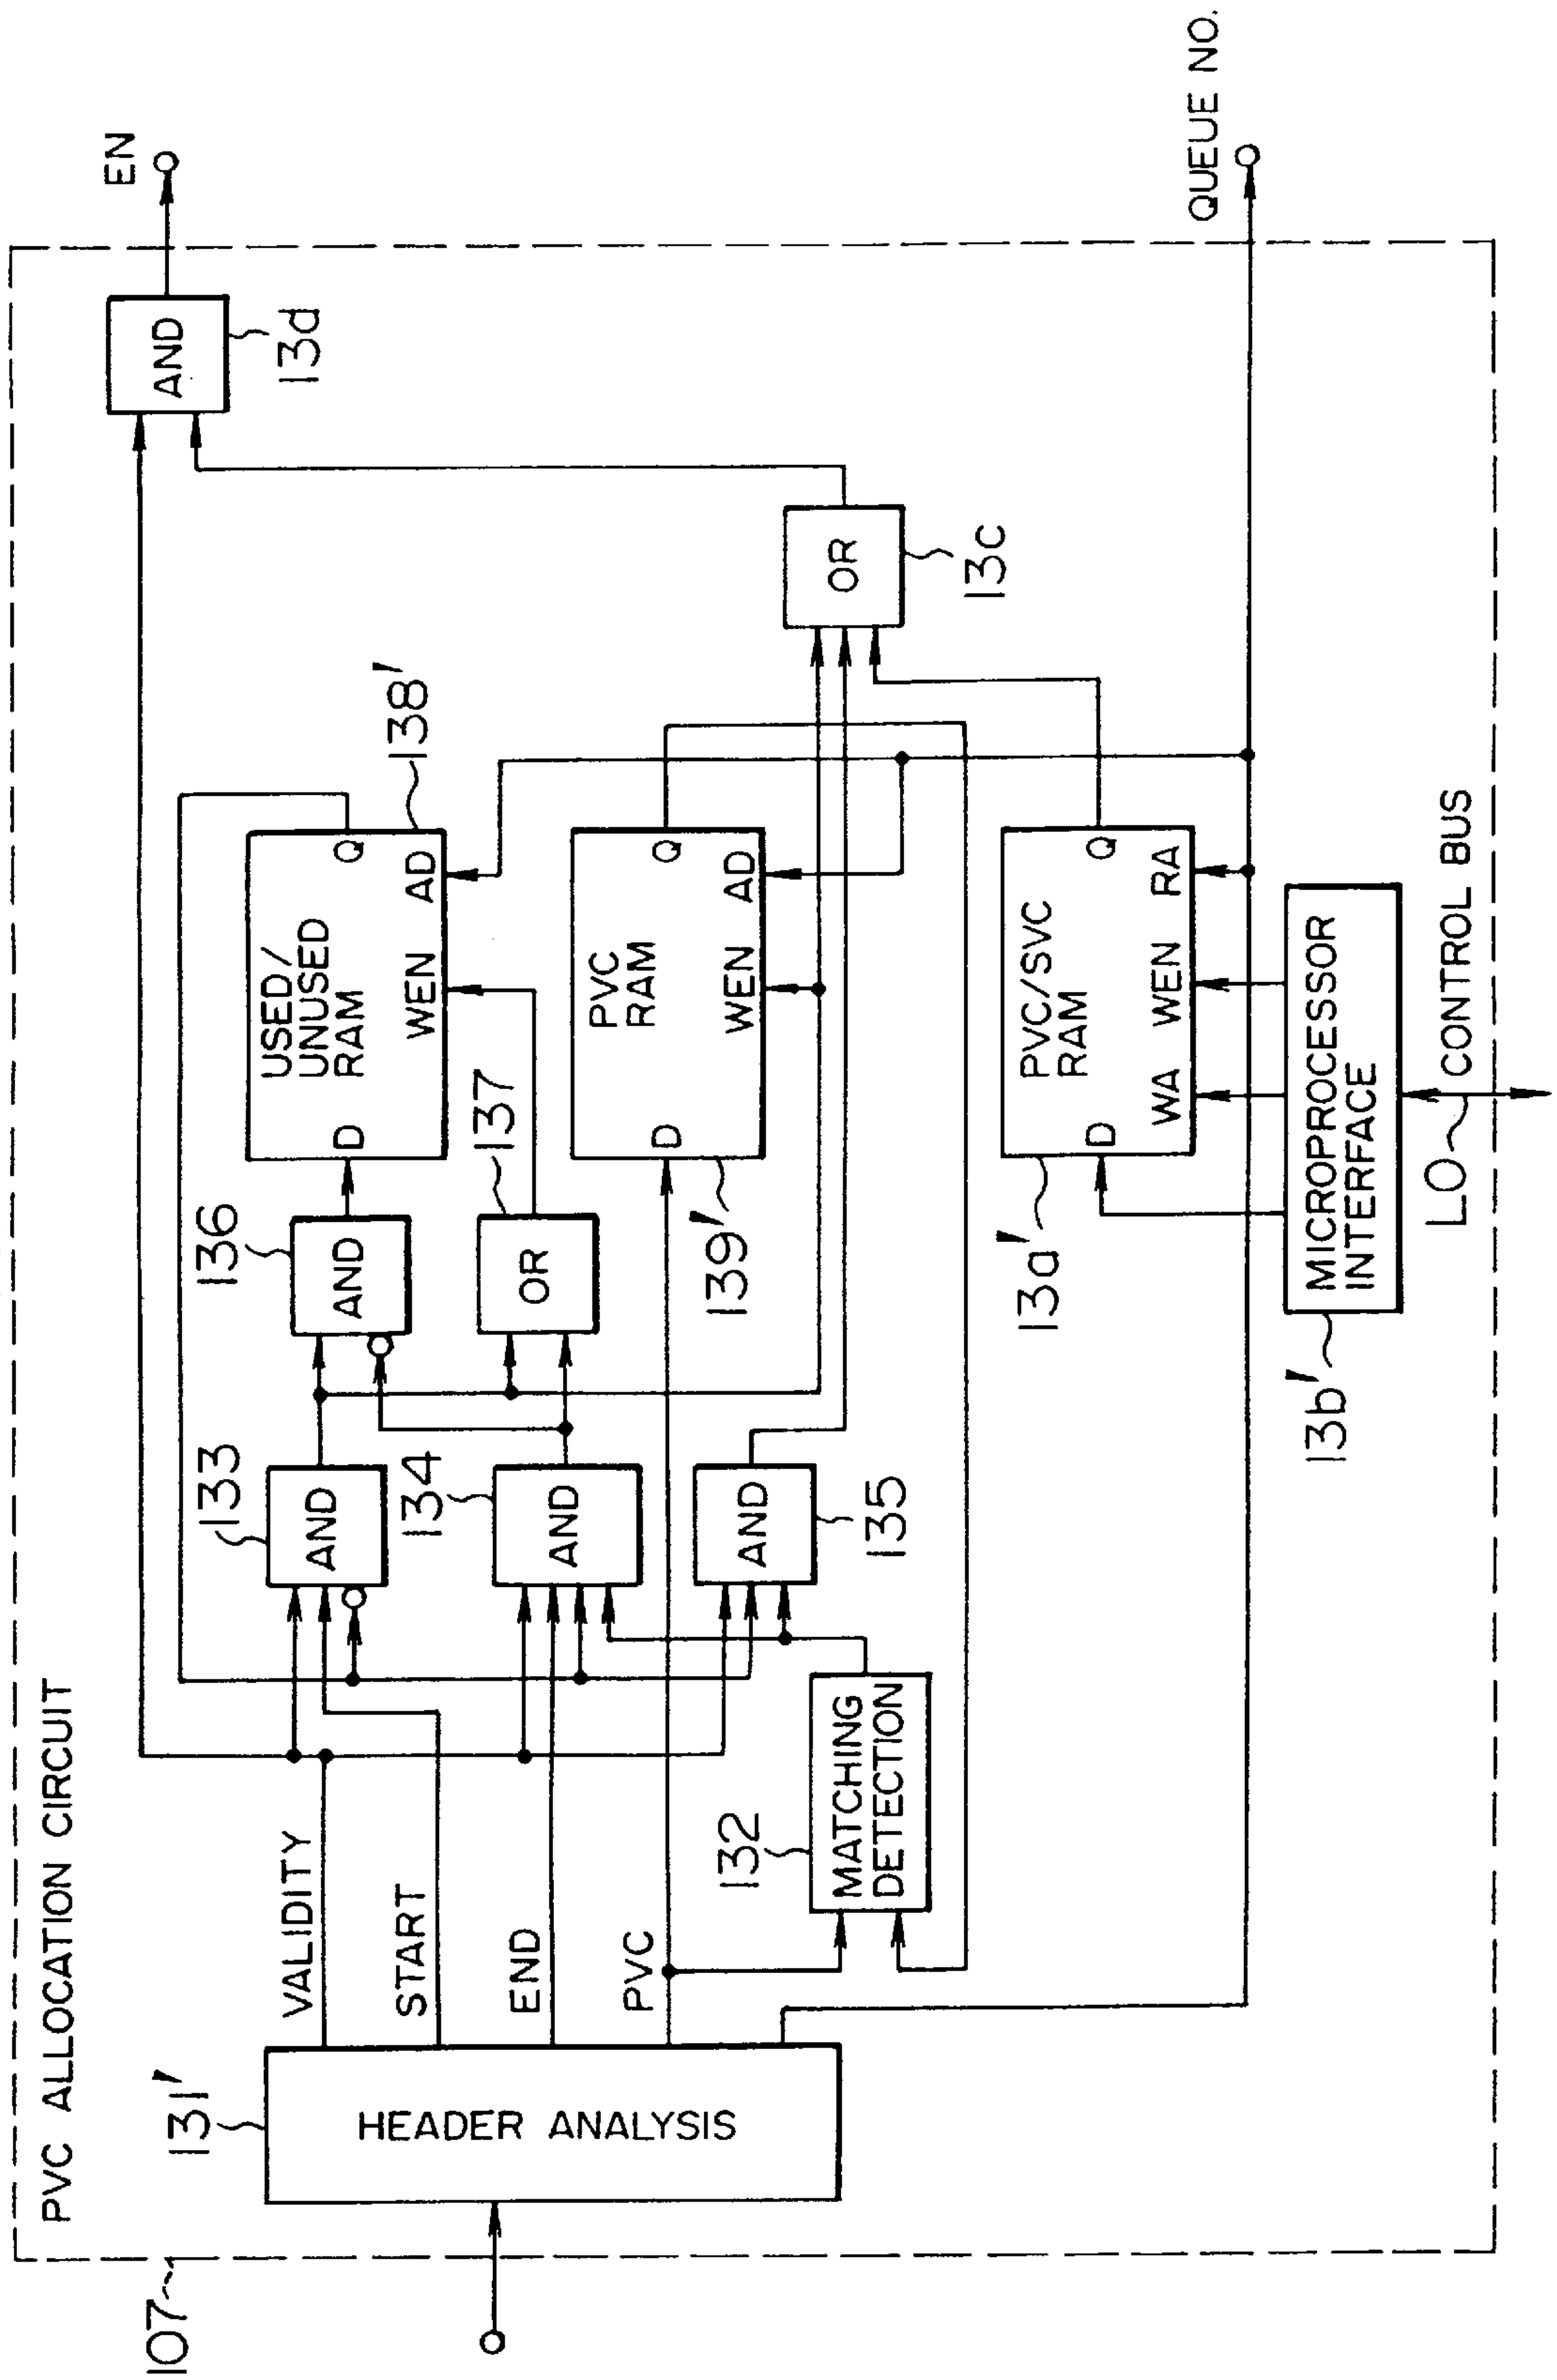 107
PVC ALLOCATION CIRCUIT
131'
HEADER ANALYSIS
VALIDITY
START
END
PVC
132
MATCHING
DETECTION
133
AND
134
AND
135
AND
136
AND
137
OR
138'
USED/
UNUSED
RAM
D
Q
WEN
AD
139'
PVC
RAM
D
Q
WEN
AD
13a'
PVC/SVC
RAM
D
Q
WA
WEN
RA
13b'
MICROPROCESSOR
INTERFACE
LO
CONTROL BUS
13c
OR
13d
AND
EN
QUEUE NO.